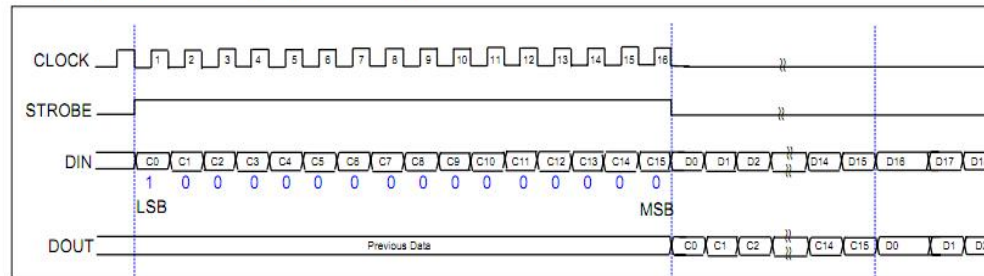 CLOCK 1 2 3 4 5 6 7 8 9 10 11 12 13 14 15 16
STROBE
DIN C0 C1 C2 C3 C4 C5 C6 C7 C8 C9 C10 C11 C12 C13 C14 C15 D0 D1 D2 D14 D15 D16 D17
1 0 0 0 0 0 0 0 0 0 0 0 0 0 0 0
LSB MSB
DOUT Previous Data C0 C1 C2 C14 C15 D0 D1